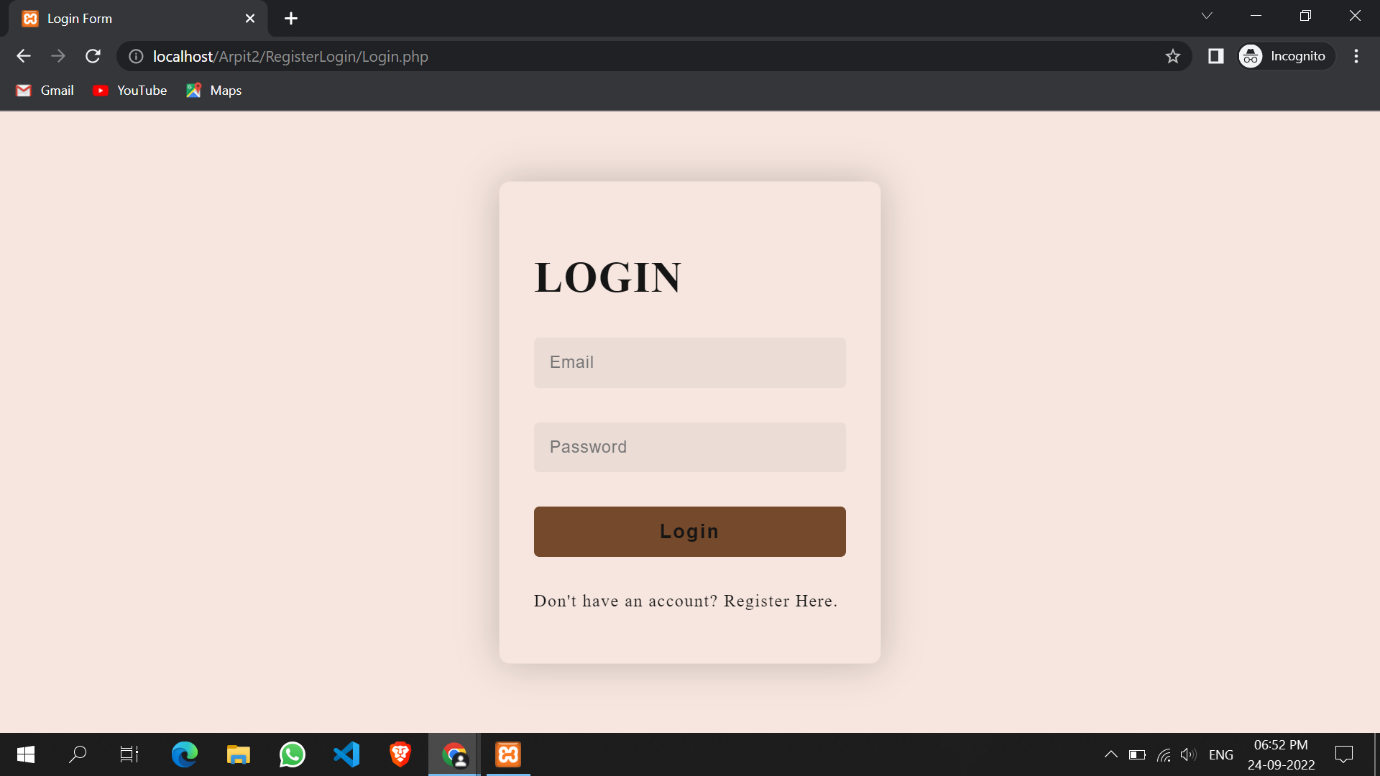 Login Form
localhost/Arpit2/RegisterLogin/Login.php
Incognito
Gmail YouTube Maps
LOGIN
Email
Password
Login
Don't have an account? Register Here.
ENG
06:52 PM
24-09-2022